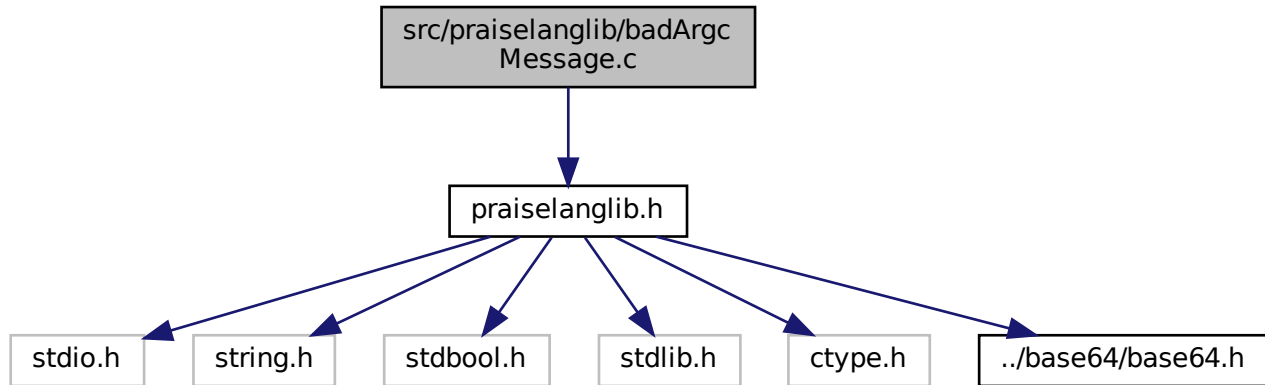 src/praiselanglib/badArgc
Message.c
praiselanglib.h
stdio.h
string.h
stdbool.h
stdlib.h
ctype.h
../base64/base64.h